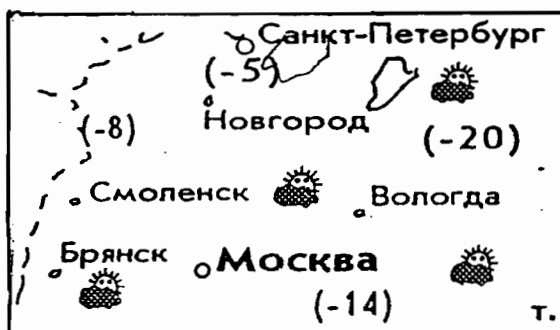 Санкт-Петербург
(-5)
Новгород
(-8)
(-20)
Смоленск
Вологда
Брянск
Москва
(-14)
т.